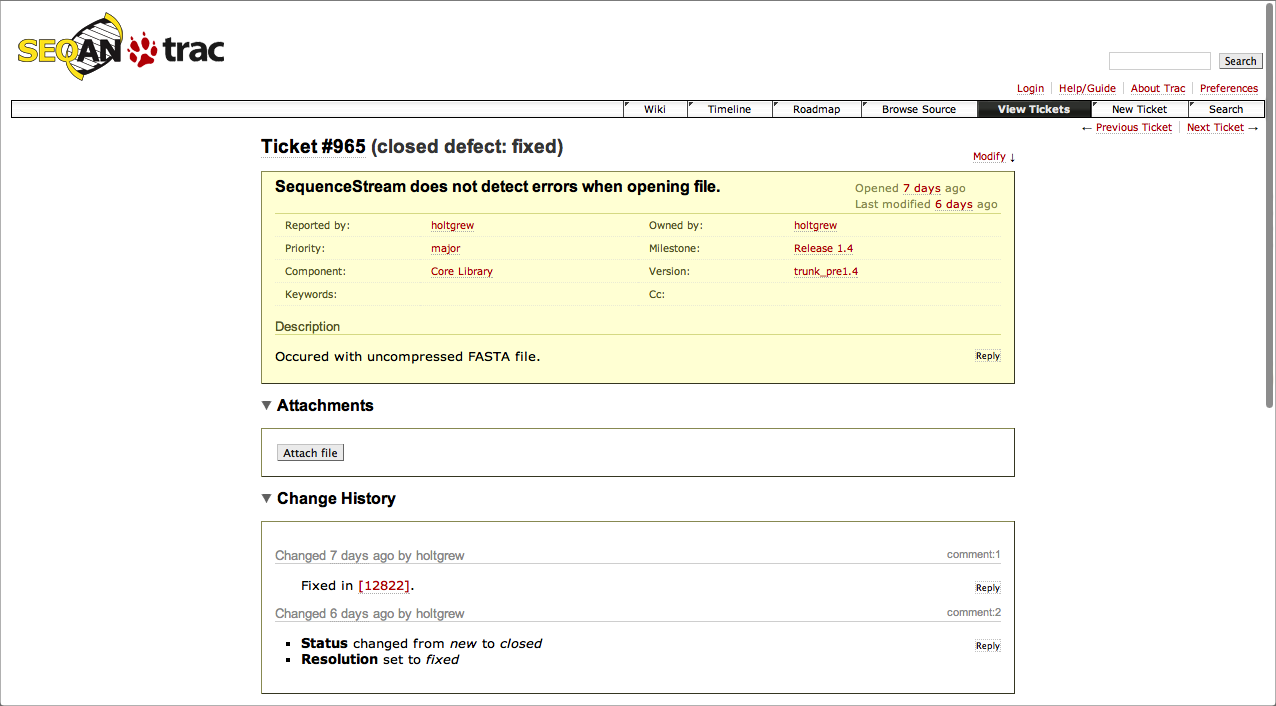 SEQAN trac
Search
Login Help/Guide About Trac Preferences
Wiki Timeline Roadmap Browse Source View Tickets New Ticket Search
← Previous Ticket Next Ticket →
Ticket #965 (closed defect: fixed)
Modify ↓
SequenceStream does not detect errors when opening file.
Opened 7 days ago
Last modified 6 days ago
Reported by: holtgrew Owned by: holtgrew
Priority: major Milestone: Release 1.4
Component: Core Library Version: trunk_pre1.4
Keywords: Cc:
Description
Occured with uncompressed FASTA file. Reply
▼ Attachments
Attach file
▼ Change History
Changed 7 days ago by holtgrew comment:1
Fixed in [12822]. Reply
Changed 6 days ago by holtgrew comment:2
▪ Status changed from new to closed Reply
▪ Resolution set to fixed